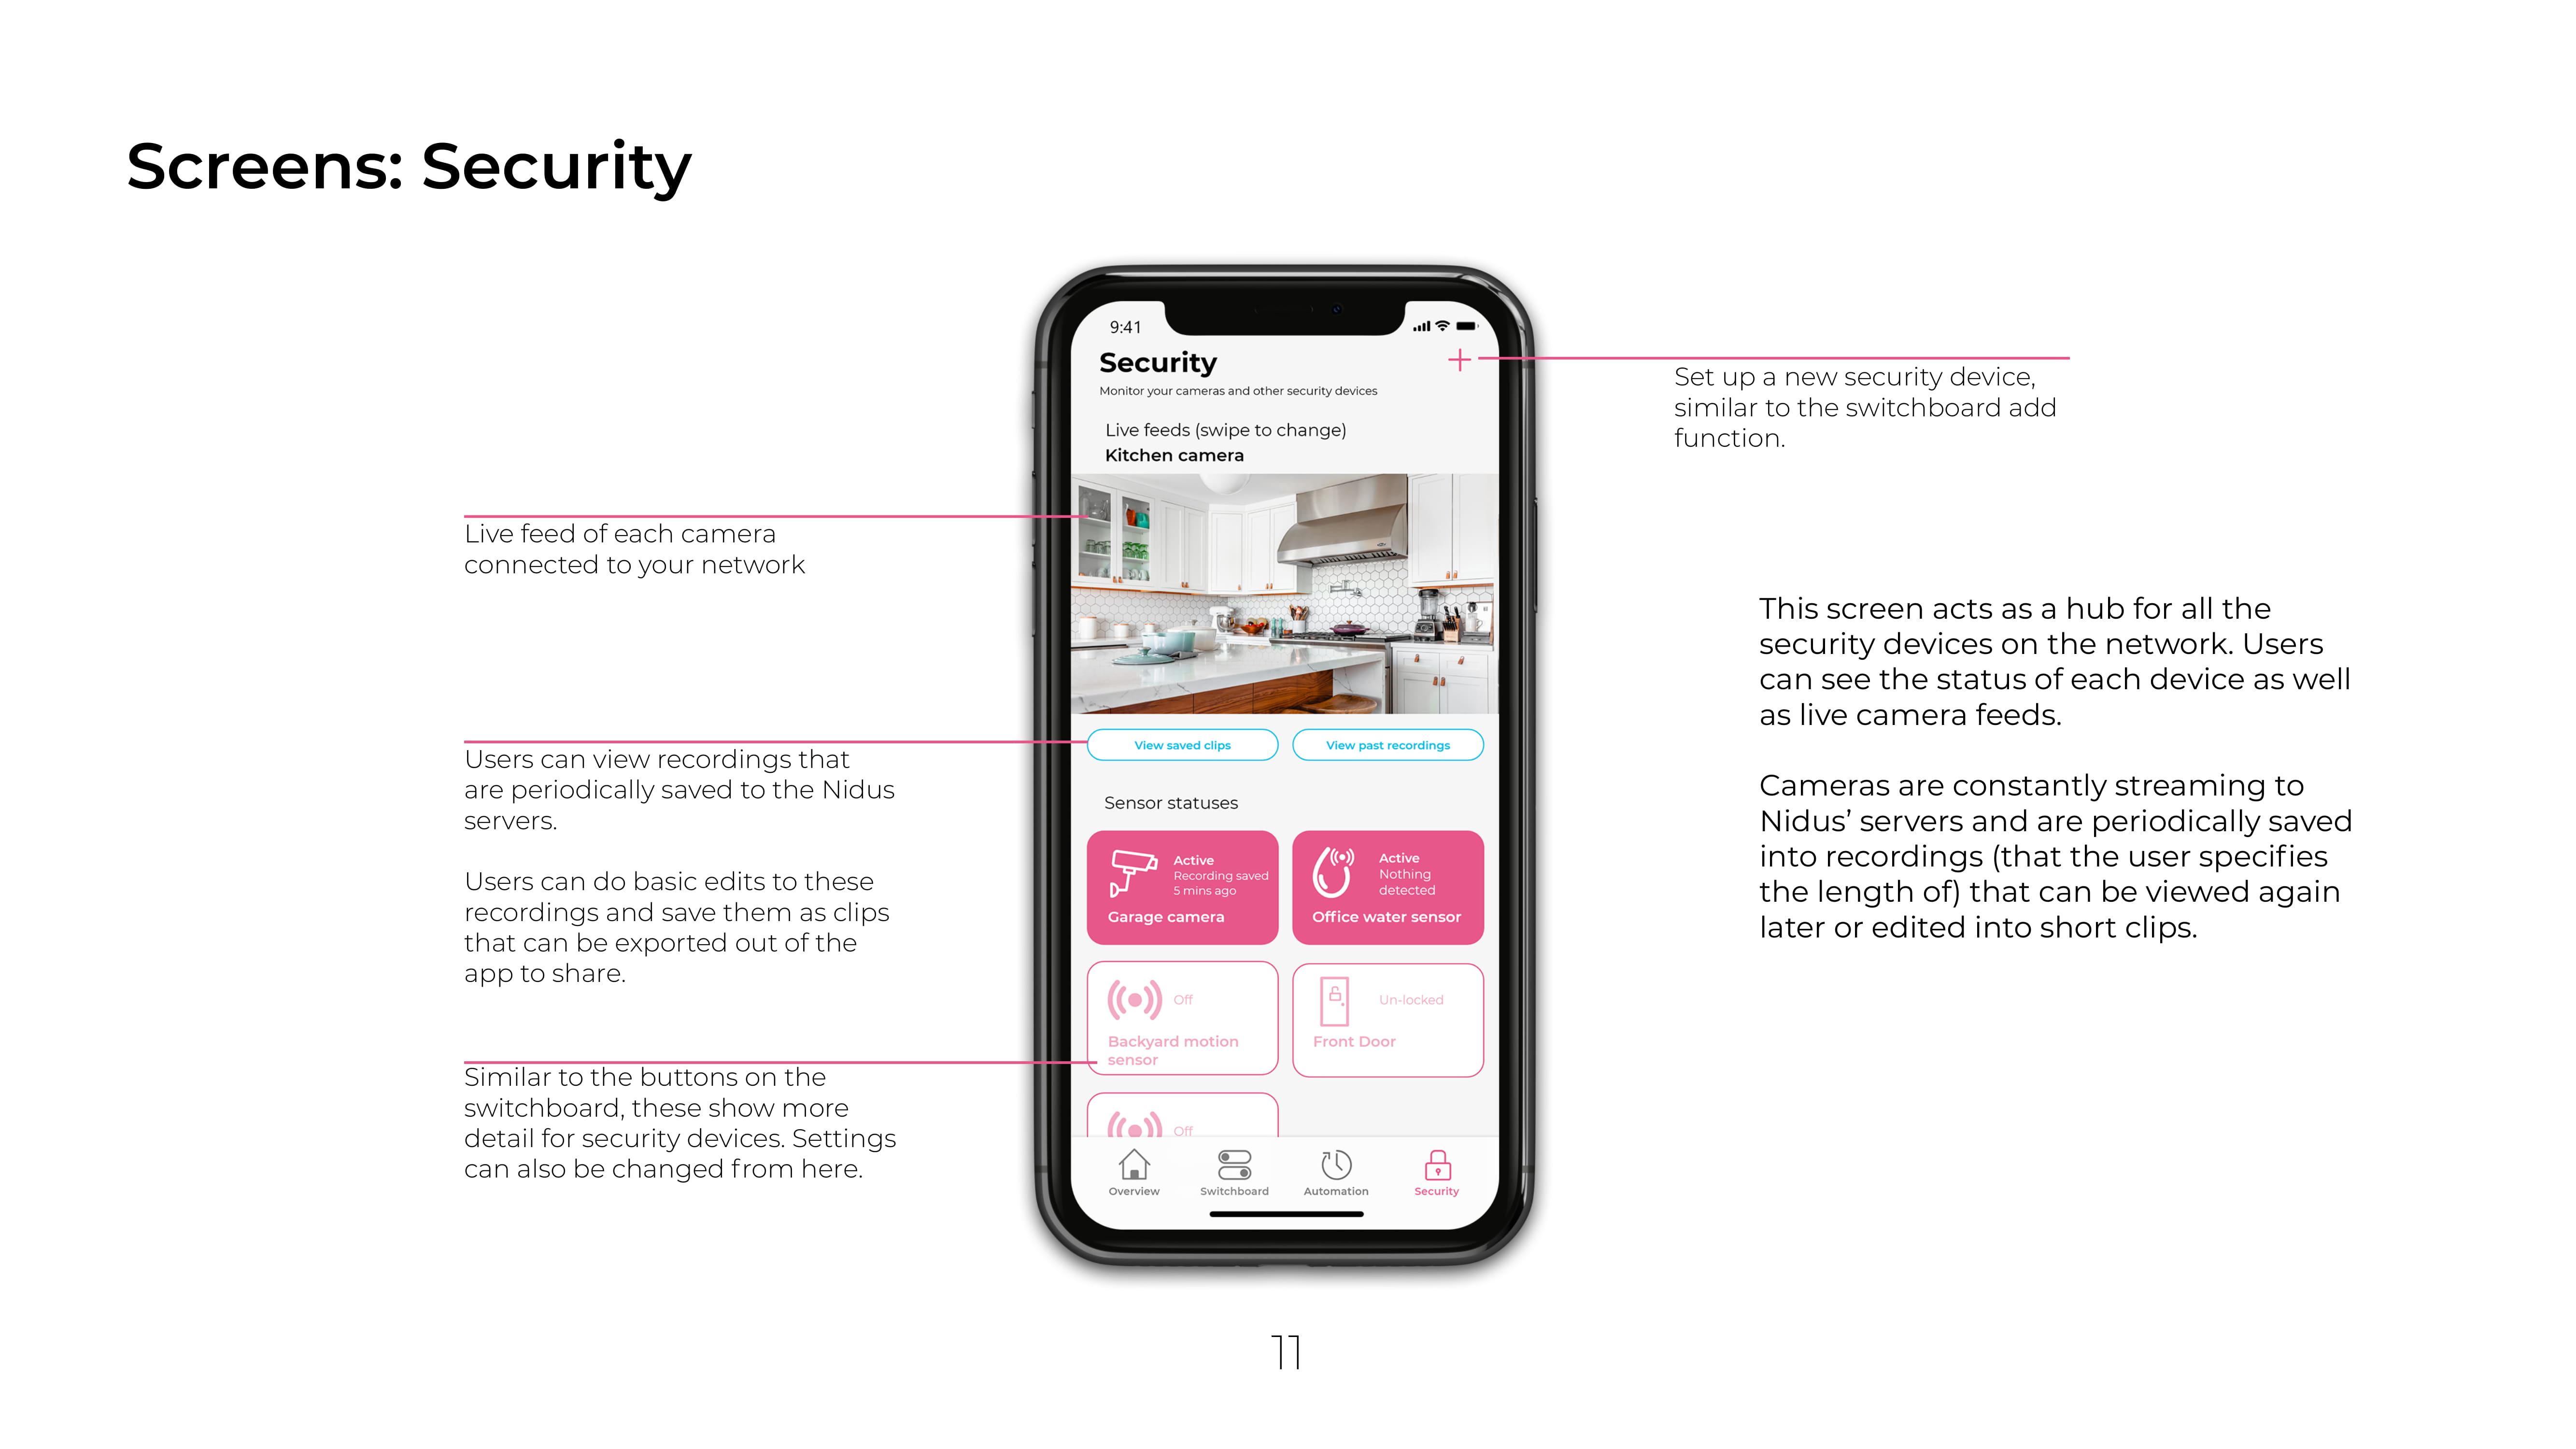 Screens: Security
9:41
Security
Monitor your cameras and other security devices
Live feeds (swipe to change)
Kitchen camera
Set up a new security device,
similar to the switchboard add
function.
Live feed of each camera
connected to your network
This screen acts as a hub for all the
security devices on the network. Users
can see the status of each device as well
as live camera feeds.
Cameras are constantly streaming to
Nidus’ servers and are periodically saved
into recordings (that the user specifies
the length of) that can be viewed again
later or edited into short clips.
View saved clips
View past recordings
Users can view recordings that
are periodically saved to the Nidus
servers.
Users can do basic edits to these
recordings and save them as clips
that can be exported out of the
app to share.
Sensor statuses
Active
Recording saved
5 mins ago
Garage camera
Active
Nothing
detected
Office water sensor
Off
Backyard motion
sensor
Un-locked
Front Door
Similar to the buttons on the
switchboard, these show more
detail for security devices. Settings
can also be changed from here.
Off
Overview
Switchboard
Automation
Security
11